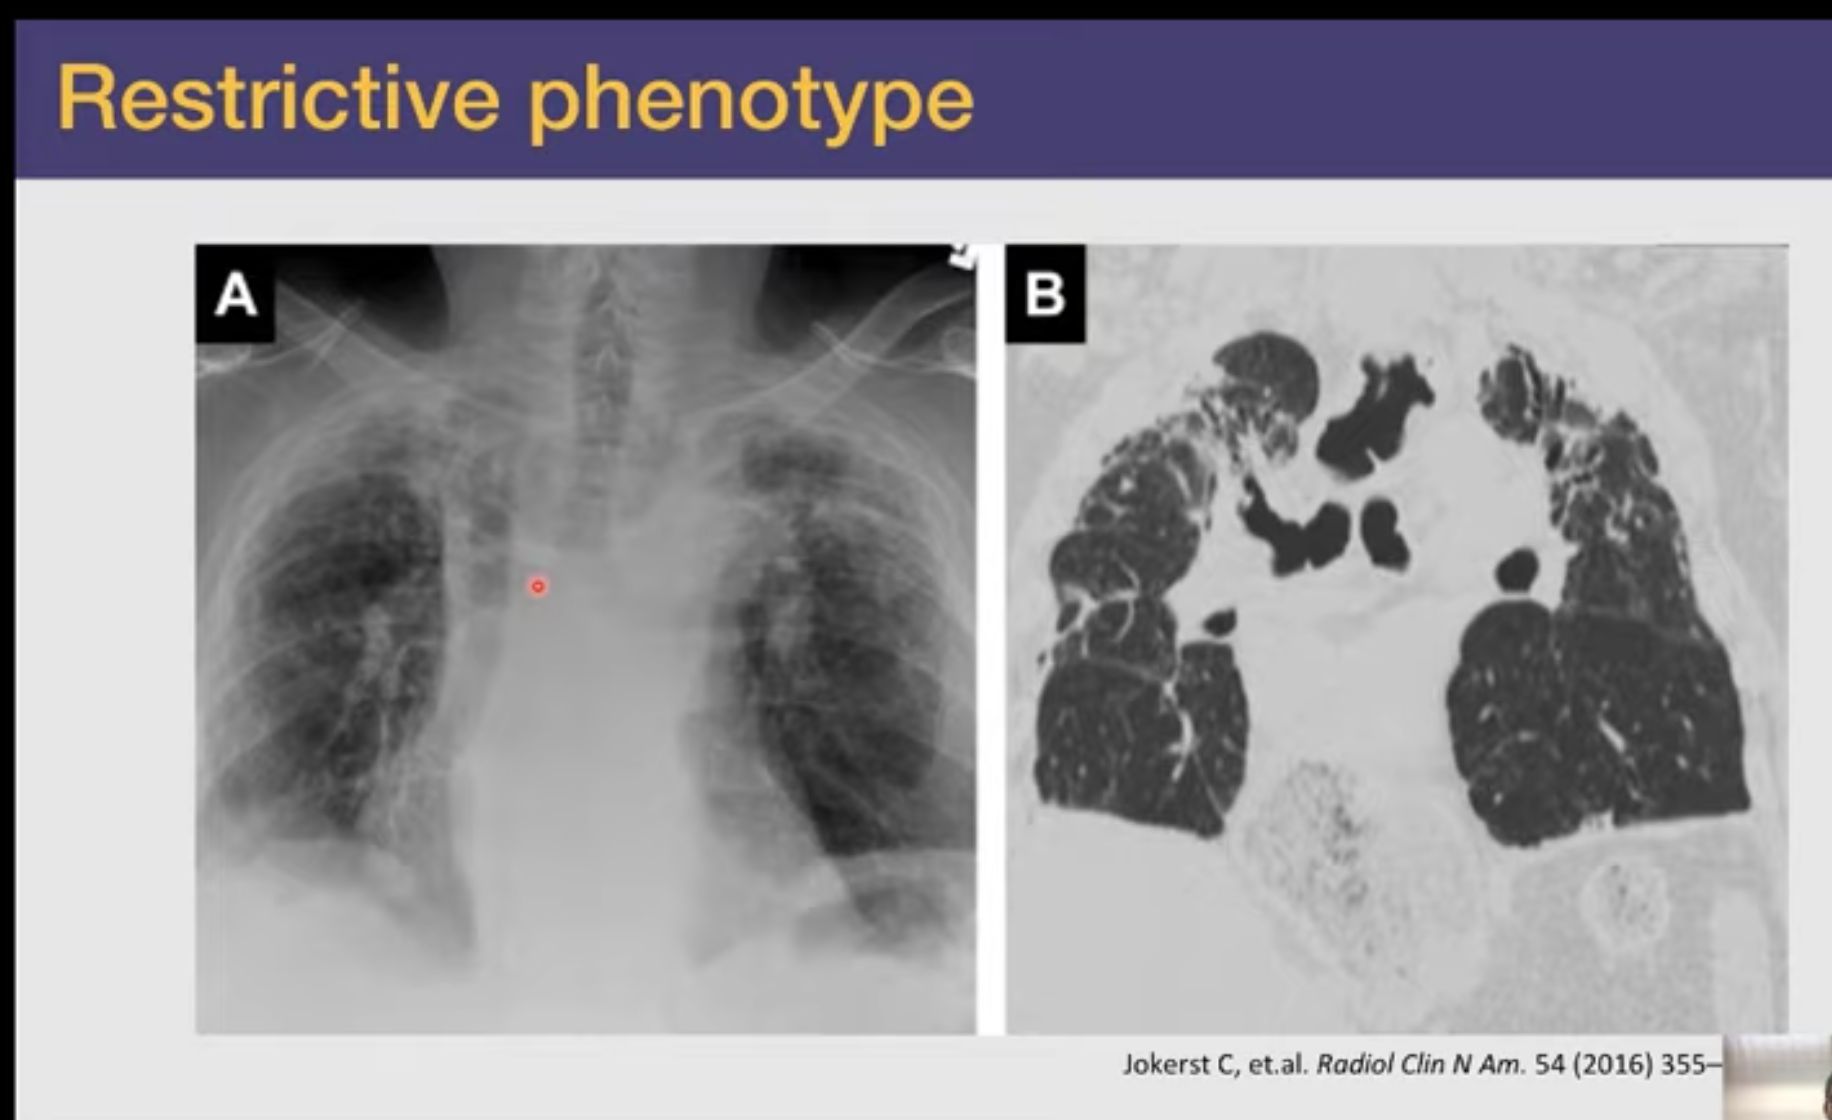 Restrictive phenotype
A
B
Jokerst C, et.al. Radiol Clin N Am. 54 (2016) 355–